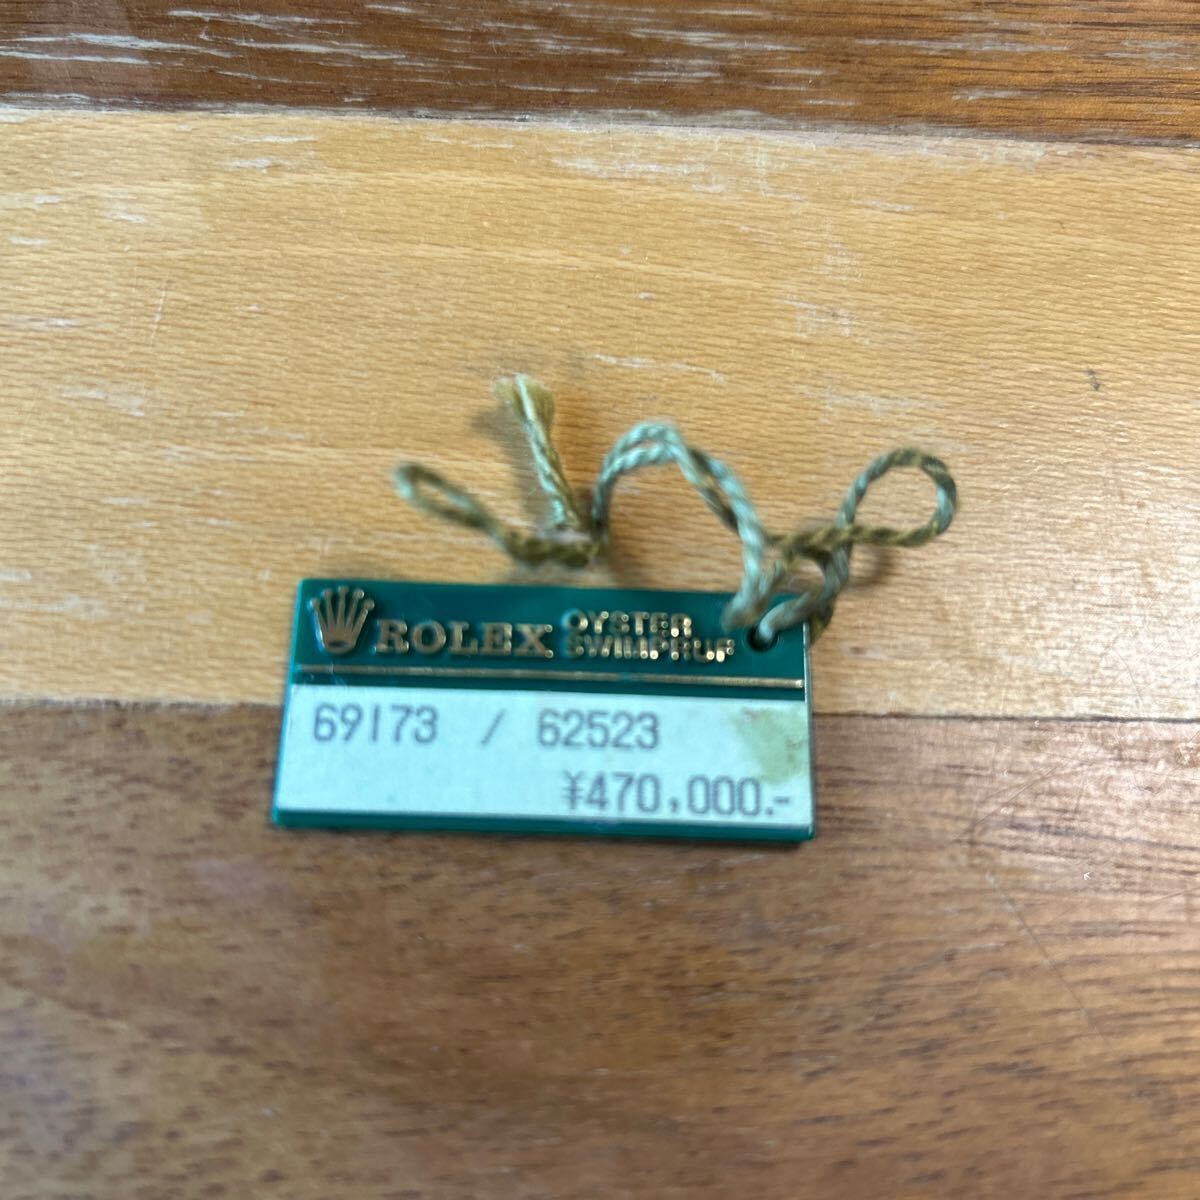 ROLEX OYSTER
SWIMPRUF
69173 / 62523
¥470,000.-